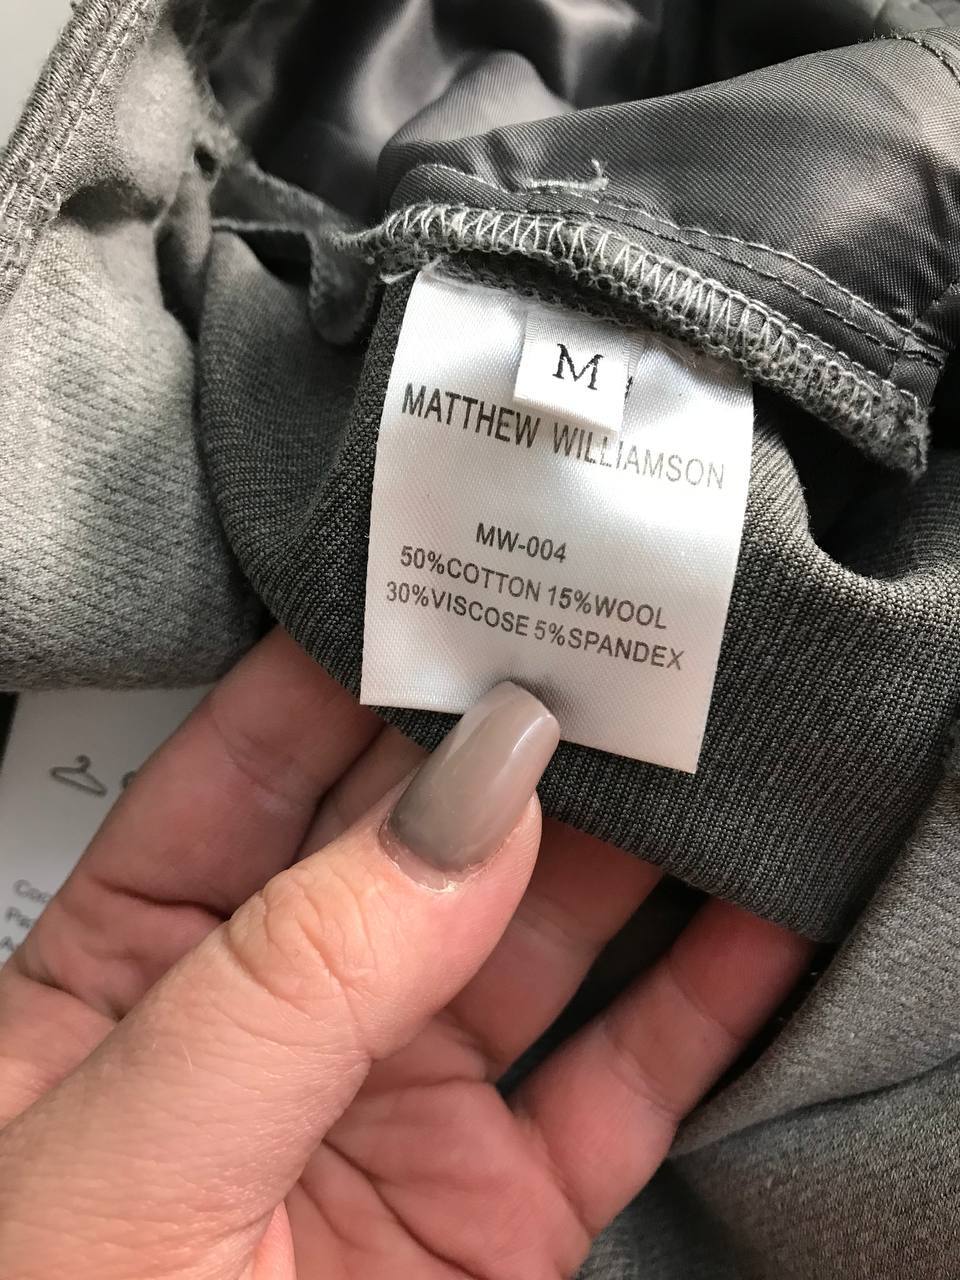 M
MATTHEW WILLIAMSON
MW-004
50%COTTON 15%WOOL
30%VISCOSE 5%SPANDEX